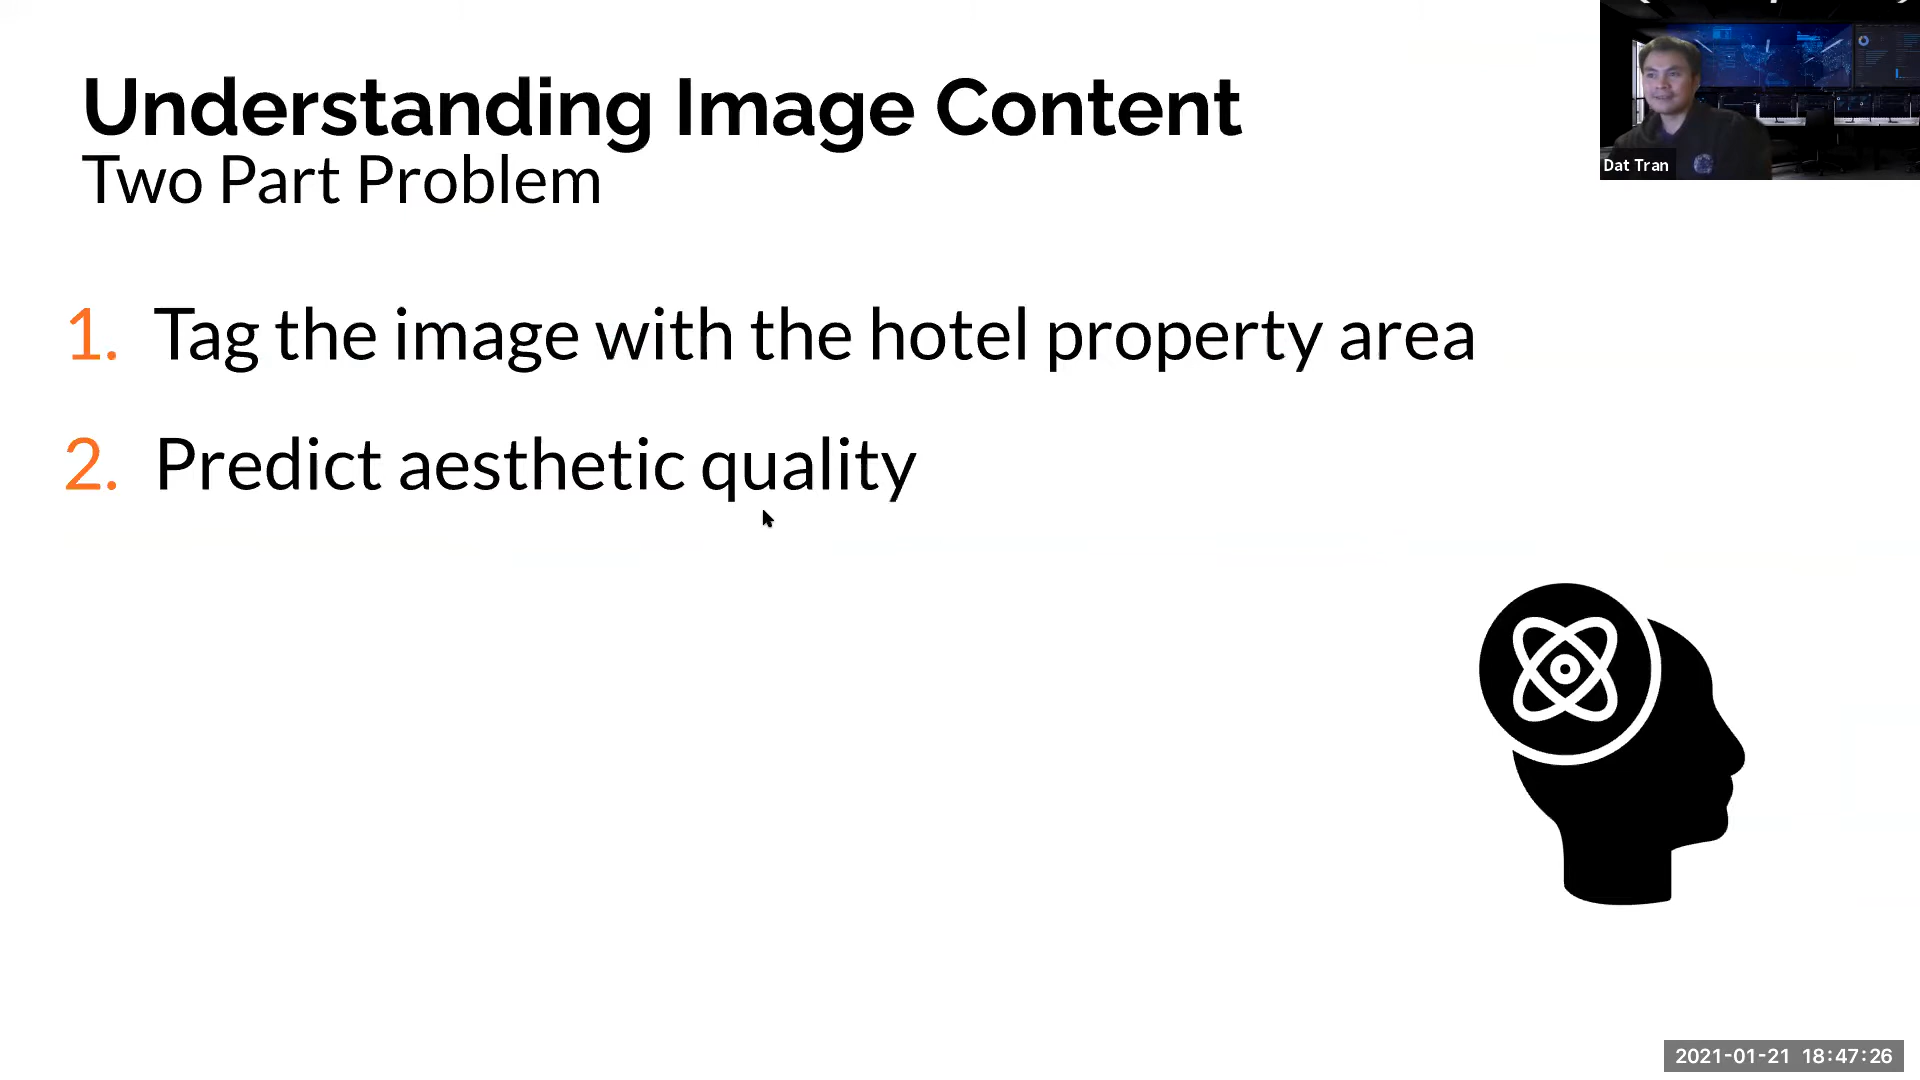 Understanding Image Content
Two Part Problem
1. Tag the image with the hotel property area
2. Predict aesthetic quality
Dat Tran
2021-01-21 18:47:26